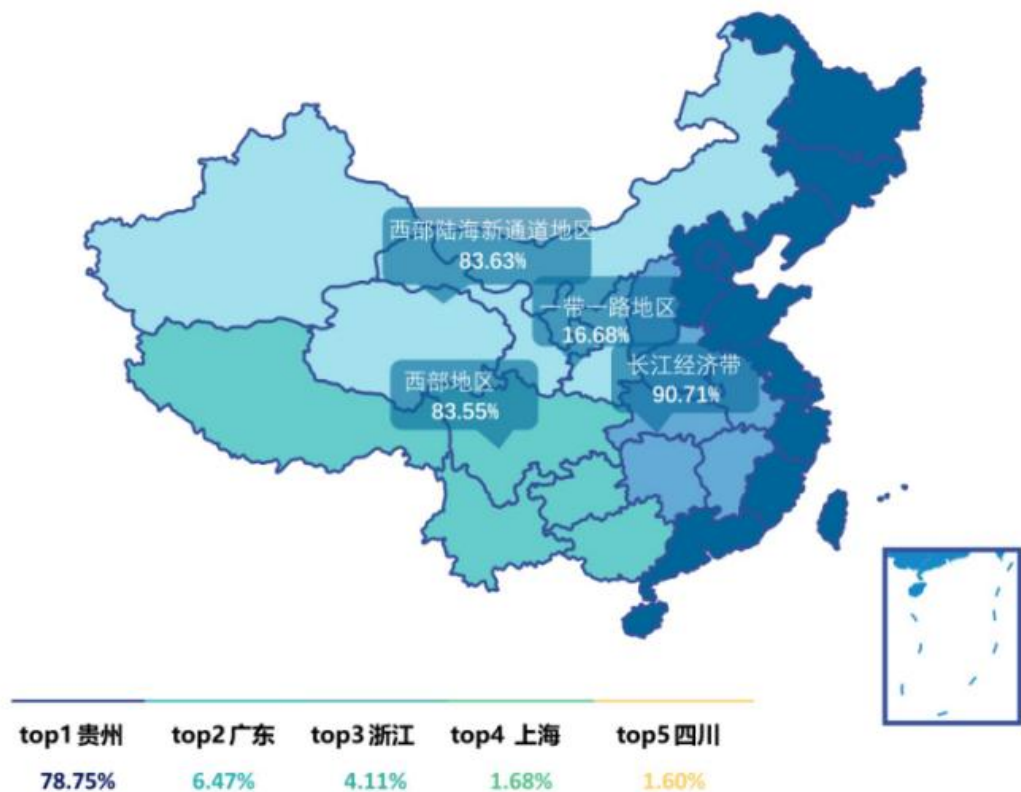 西部陆海新通道地区
83.63%
一带一路地区
16.68%
长江经济带
90.71%
西部地区
83.55%
top1 贵州 top2 广东 top3 浙江 top4 上海 top5 四川
78.75% 6.47% 4.11% 1.68% 1.60%